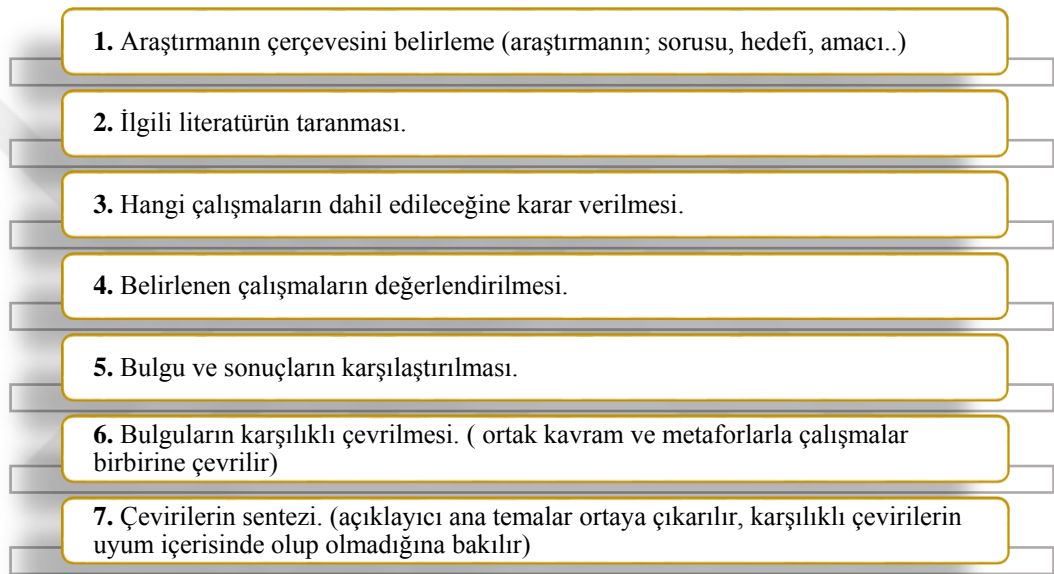 1. Araştırmanın çerçevesini belirleme (araştırmanın; sorusu, hedefi, amacı..)
2. İlgili literatürün taranması.
3. Hangi çalışmaların dahil edileceğine karar verilmesi.
4. Belirlenen çalışmaların değerlendirilmesi.
5. Bulgu ve sonuçların karşılaştırılması.
6. Bulguların karşılıklı çevrilmesi. ( ortak kavram ve metaforlarla çalışmalar
birbirine çevrilir)
7. Çevirilerin sentezi. (açıklayıcı ana temalar ortaya çıkarılır, karşılıklı çevirilerin
uyum içerisinde olup olmadığına bakılır)